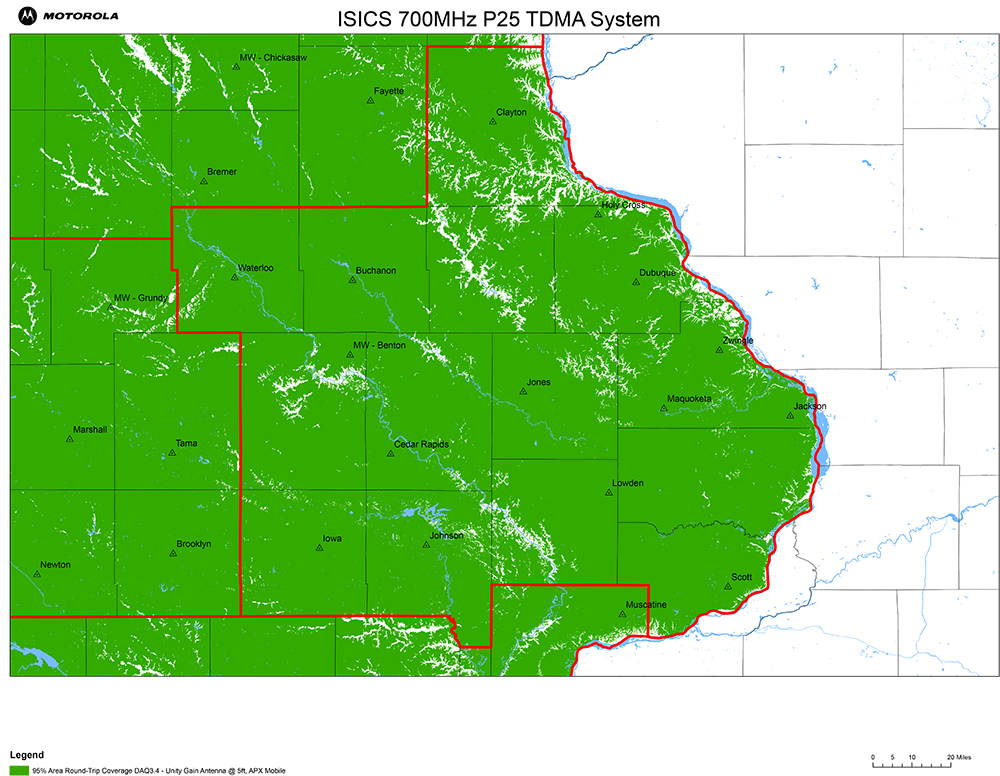 MOTOROLA
ISICS 700MHz P25 TDMA System
MW - Chickasaw
Fayette
Clayton
Bremer
Holy Cross
Waterloo
Buchanon
Dubuque
MW - Grundy
Zwingle
MW - Benton
Jones
Maquoketa
Jackson
Marshall
Tama
Cedar Rapids
Lowden
Iowa
Johnson
Brooklyn
Newton
Scott
Muscatine
Legend
95% Area Round-Trip Coverage DAQ3.4 - Unity Gain Antenna @ 5ft, APX Mobile
0 5 10 20 Miles